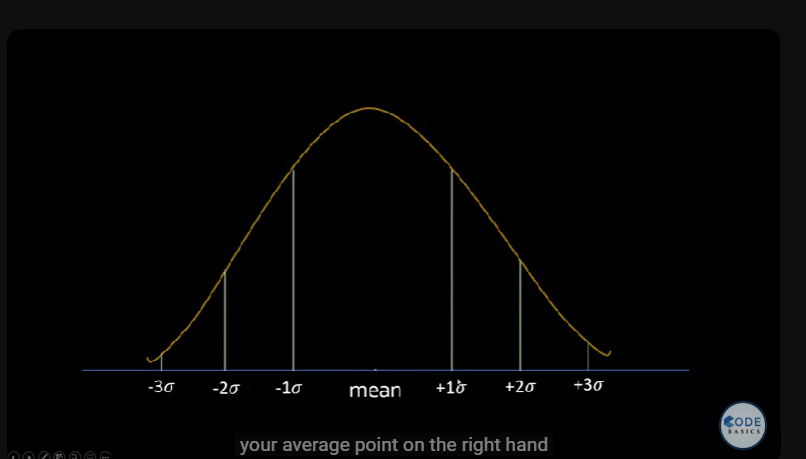 -3σ -2σ -1σ mean +1σ +2σ +3σ
CODE
BASICS
your average point on the right hand